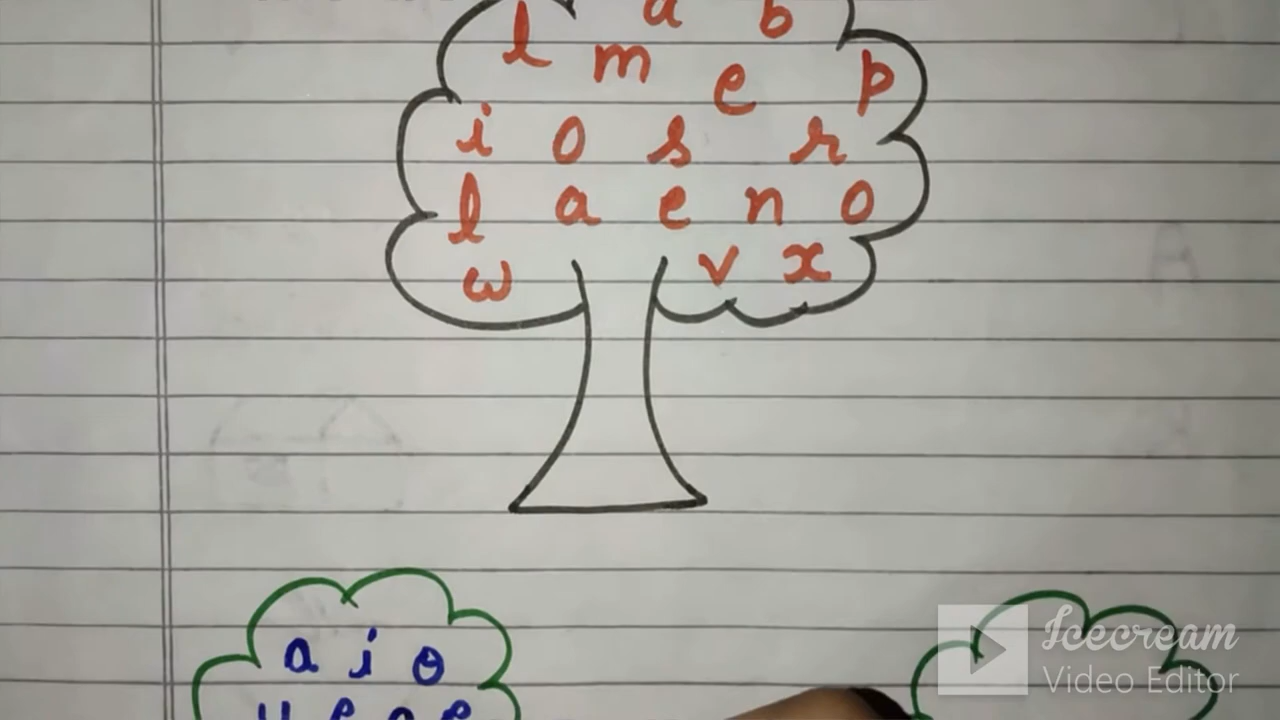 l a b
m e p
i o s r
l a e n o
w v x
a i o
u e a e
Icecream
Video Editor